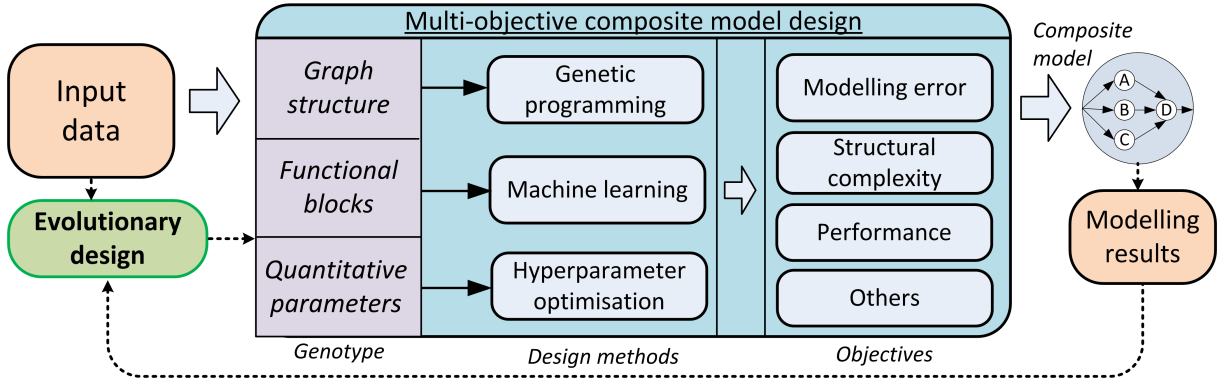 Multi-objective composite model design
Input
data
Evolutionary
design
Graph
structure
Functional
blocks
Quantitative
parameters
Genotype
Genetic
programming
Machine learning
Hyperparameter
optimisation
Design methods
Modelling error
Structural
complexity
Performance
Others
Objectives
Composite
model
A
B
C
D
Modelling
results